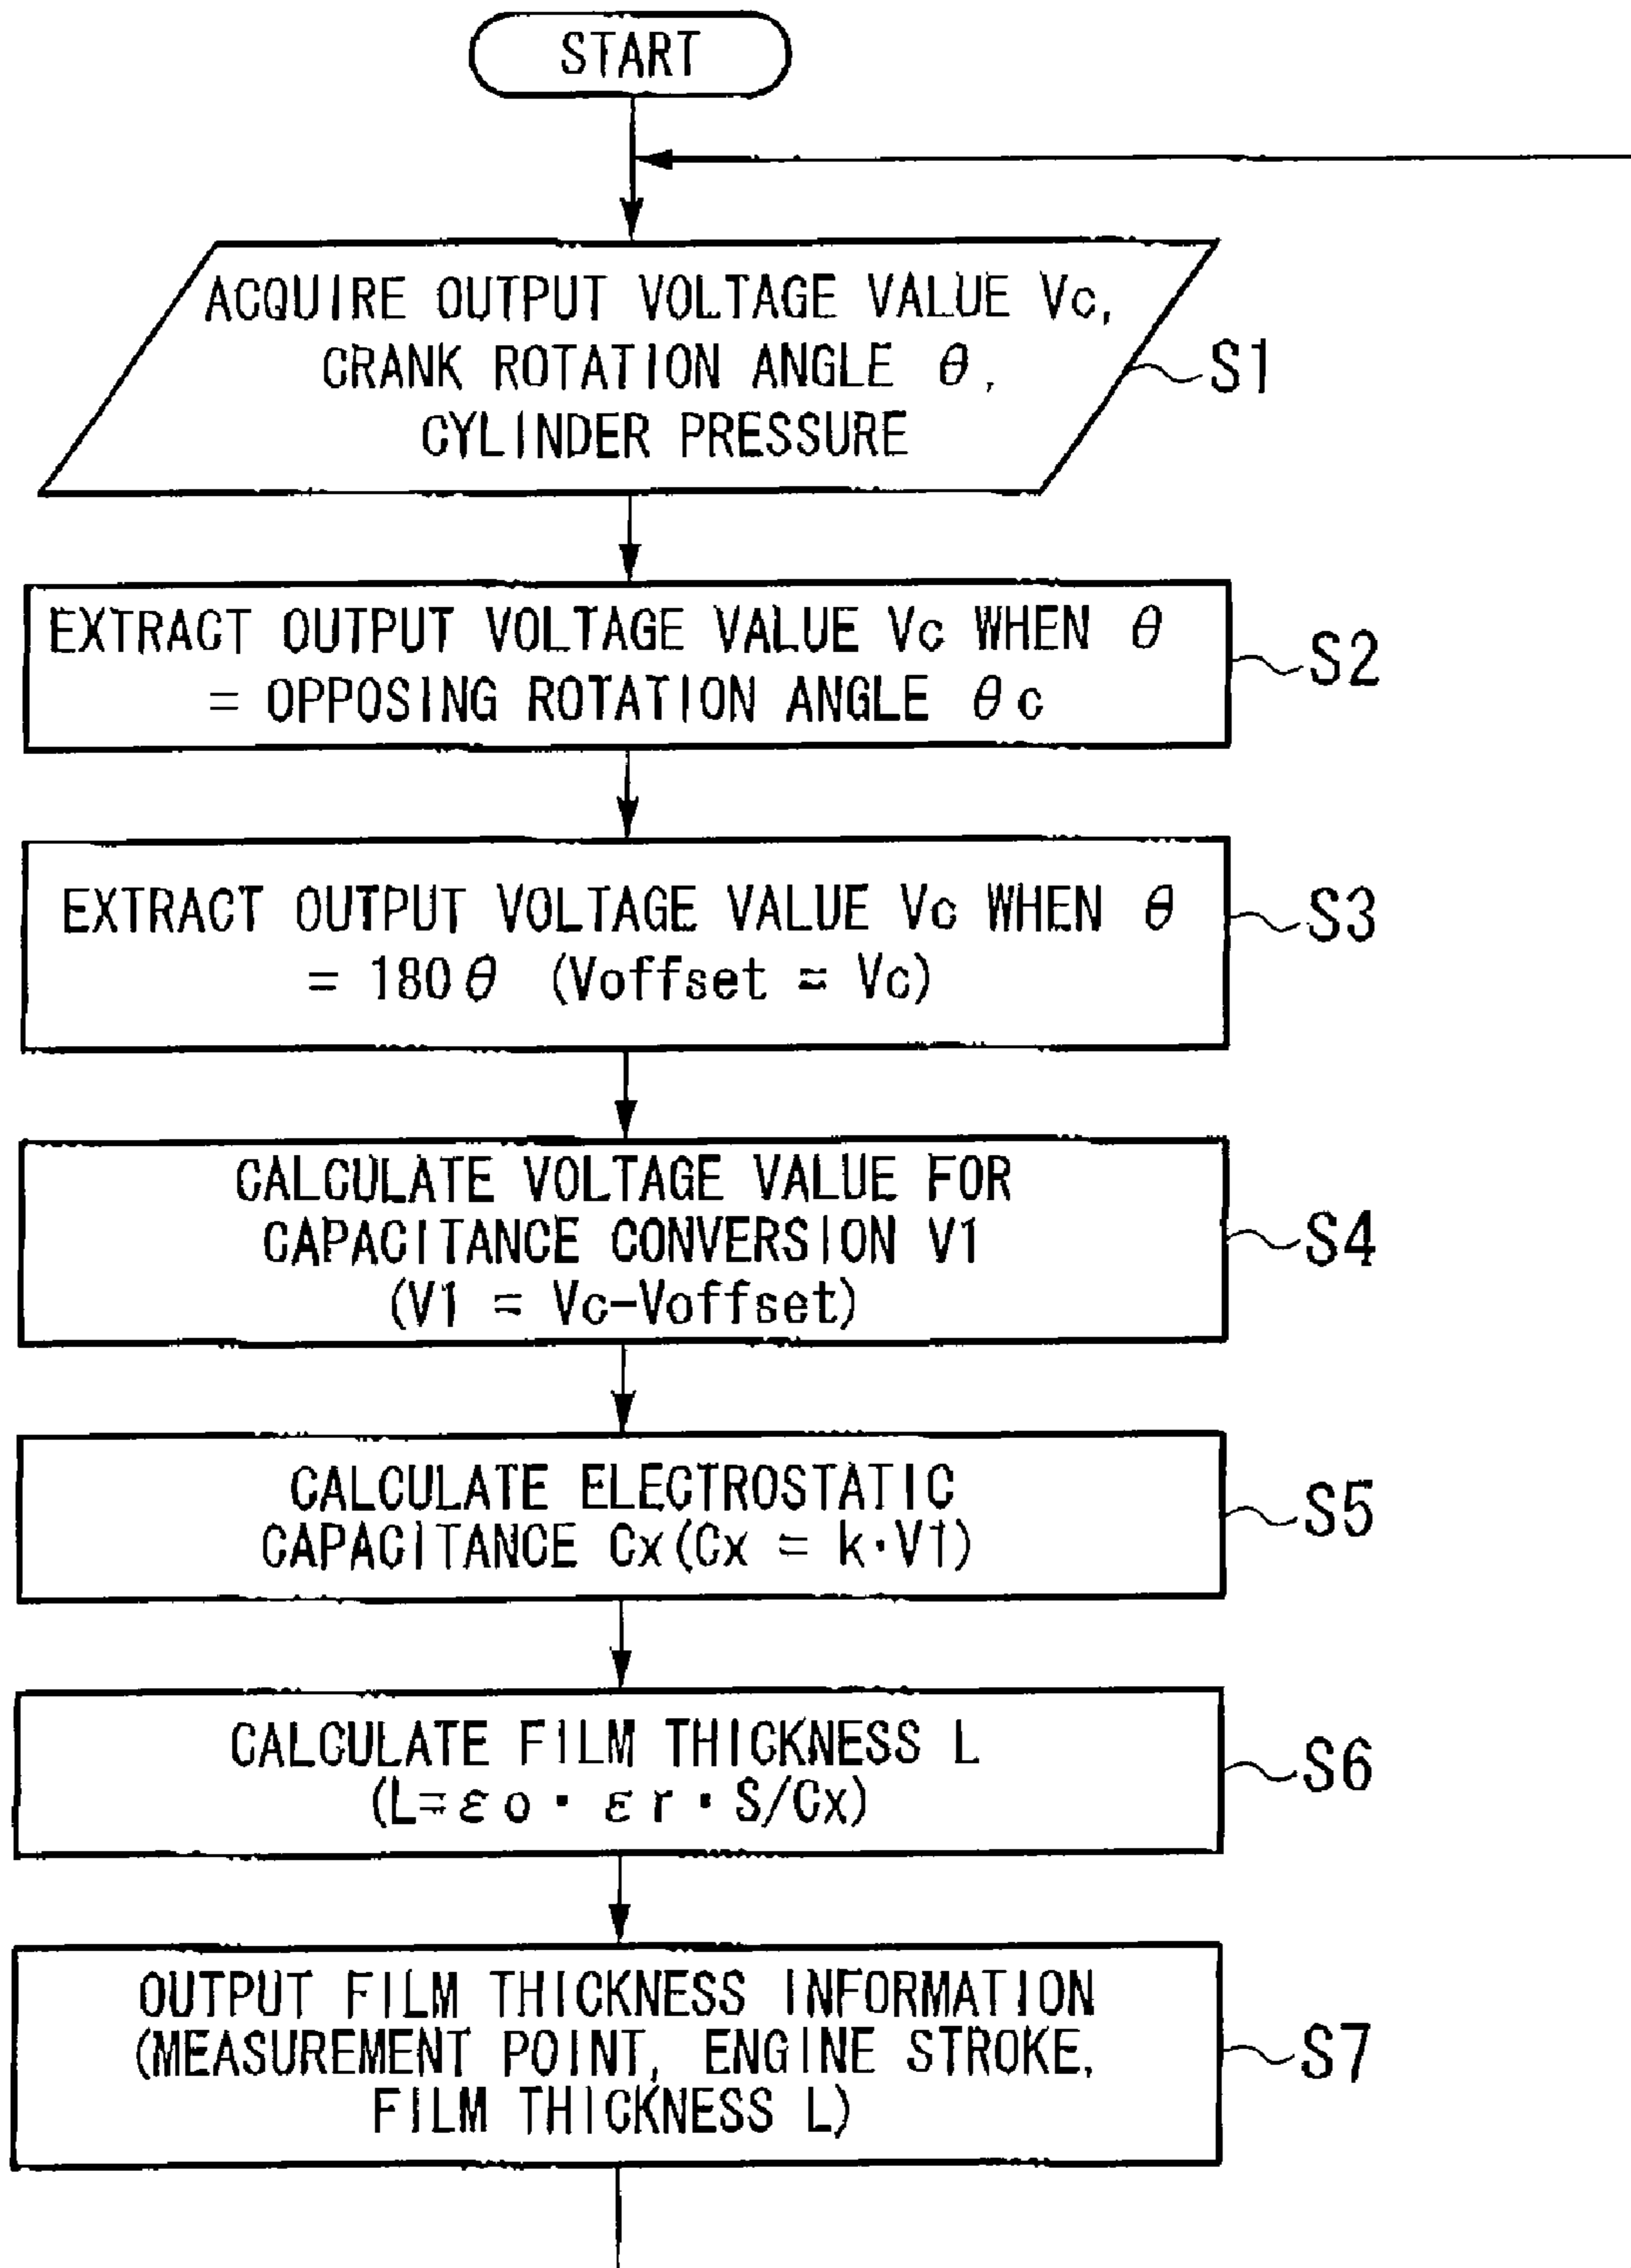 START
ACQUIRE OUTPUT VOLTAGE VALUE Vc,
CRANK ROTATION ANGLE θ,
CYLINDER PRESSURE
S1
EXTRACT OUTPUT VOLTAGE VALUE Vc WHEN θ
= OPPOSING ROTATION ANGLE θc
S2
EXTRACT OUTPUT VOLTAGE VALUE Vc WHEN θ
= 180θ (Voffset = Vc)
S3
CALCULATE VOLTAGE VALUE FOR
CAPACITANCE CONVERSION V1
(V1 = Vc-Voffset)
S4
CALCULATE ELECTROSTATIC
CAPACITANCE Cx(Cx = k·V1)
S5
CALCULATE FILM THICKNESS L
(L=εo · εr · S/Cx)
S6
OUTPUT FILM THICKNESS INFORMATION
(MEASUREMENT POINT, ENGINE STROKE,
FILM THICKNESS L)
S7